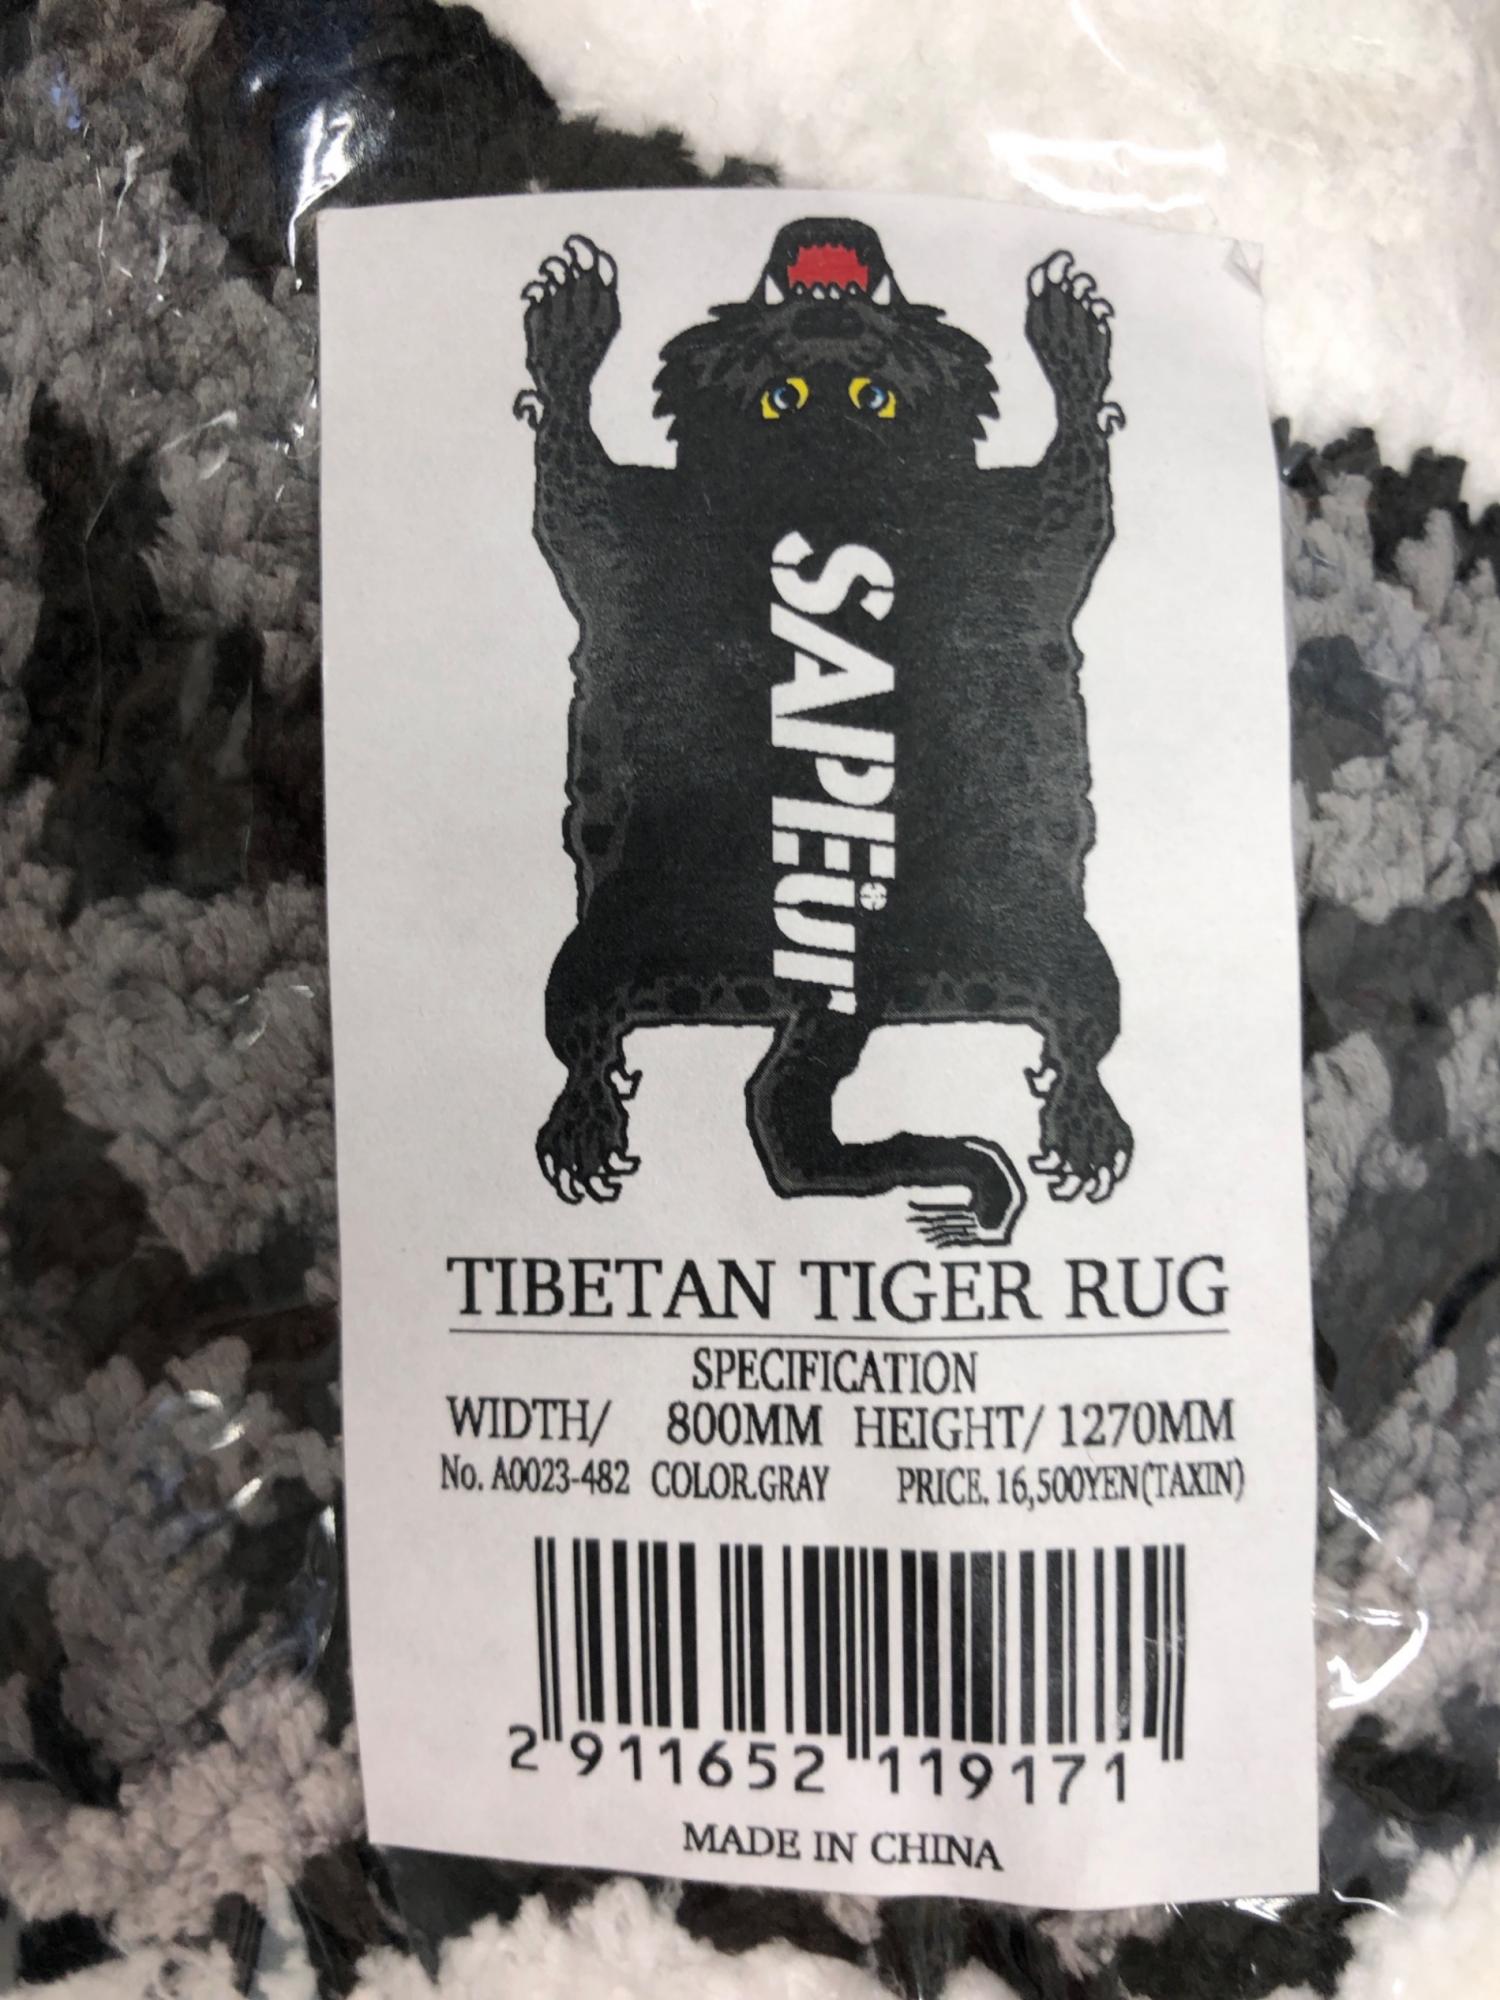 SAPEur
TIBETAN TIGER RUG
SPECIFICATION
WIDTH/ 800MM HEIGHT/ 1270MM
No. A0023-482 COLOR.GRAY PRICE. 16,500YEN(TAXIN)
2 911652 119171
MADE IN CHINA